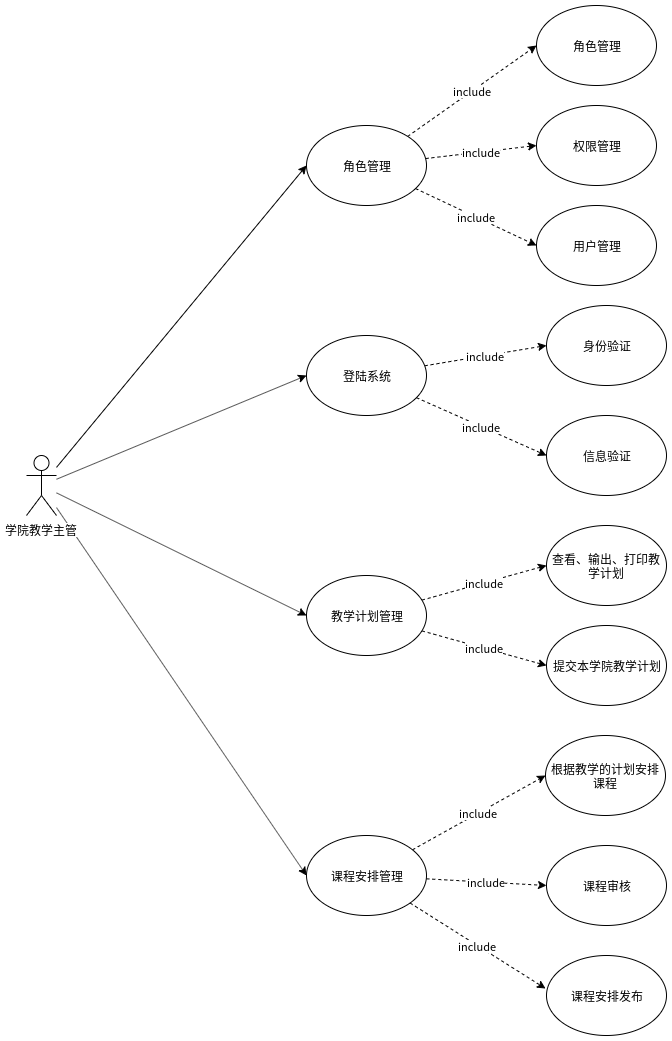 角色管理
include
权限管理
include
角色管理
include
用户管理
身份验证
include
登陆系统
include
信息验证
学院教学主管
查看、输出、打印教
学计划
include
教学计划管理
include
提交本学院教学计划
根据教学的计划安排
课程
include
课程安排管理
include
课程审核
include
课程安排发布